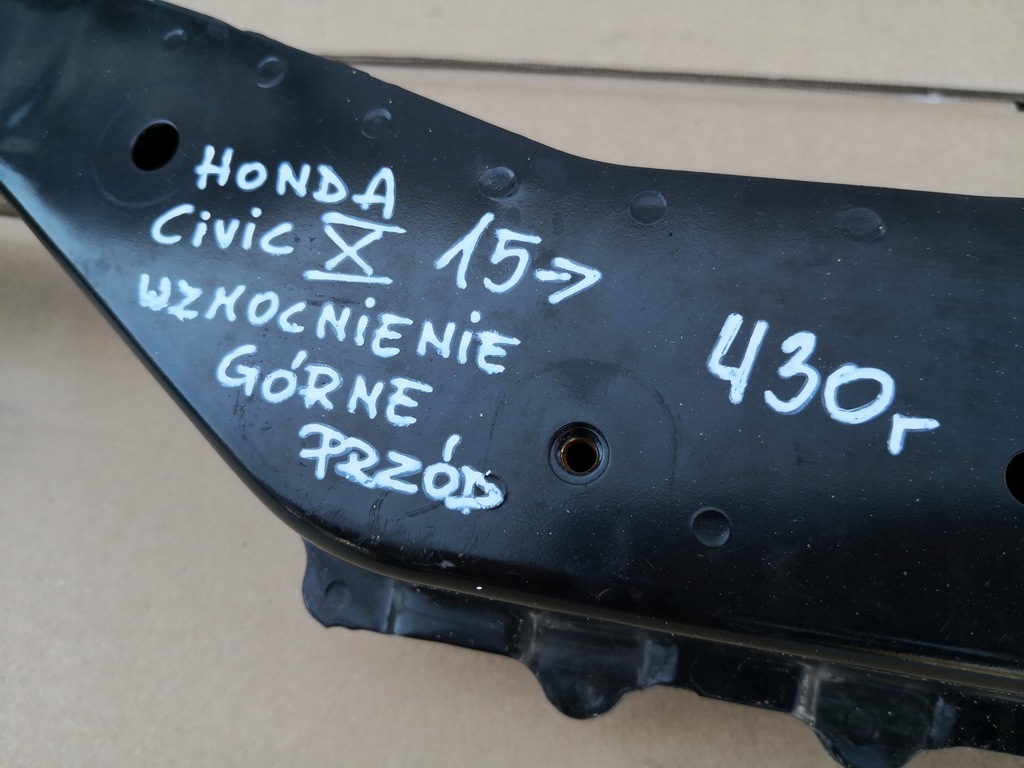 HONDA
Civic X 15>
WZMOCNiENiE
GÓRNE
PRZÓD
430r